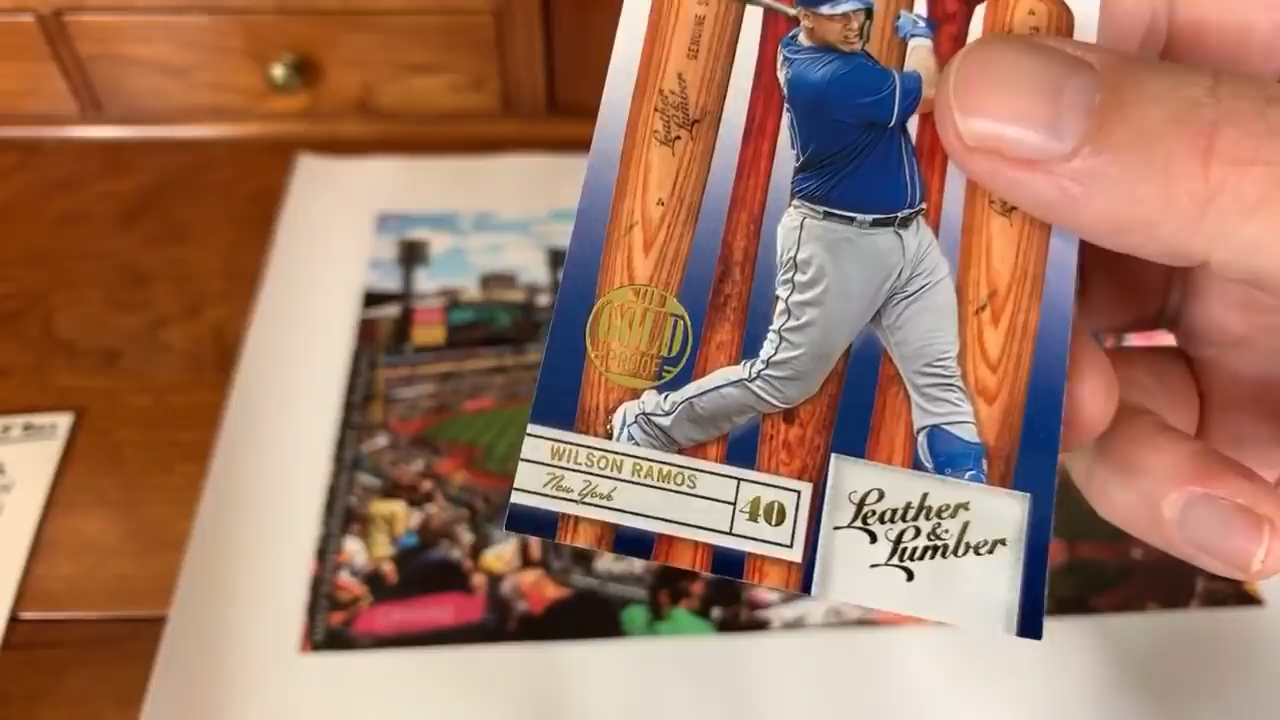 Leather
&
Lumber
GENUINE
GOLD
PROOF
WILSON RAMOS
New York
40
Leather
&
Lumber